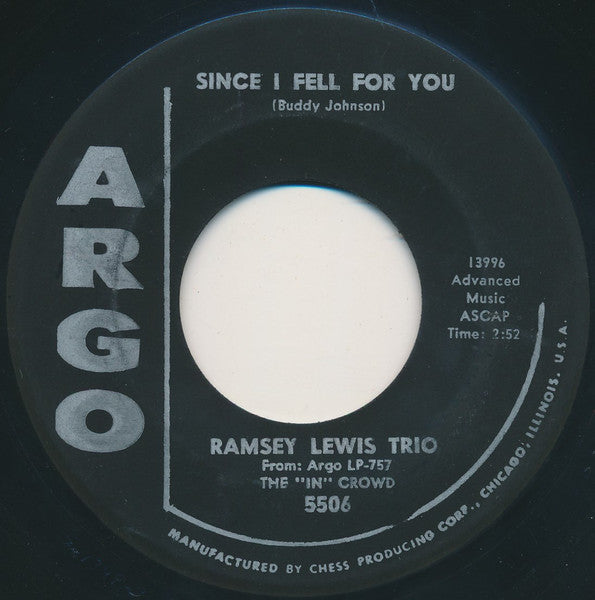 SINCE I FELL FOR YOU
(Buddy Johnson)
ARGO
13996
Advanced
Music
ASCAP
Time: 2:52
RAMSEY LEWIS TRIO
From: Argo LP-757
THE "IN" CROWD
5506
MANUFACTURED BY CHESS PRODUCING CORP., CHICAGO, ILLINOIS. U.S.A.